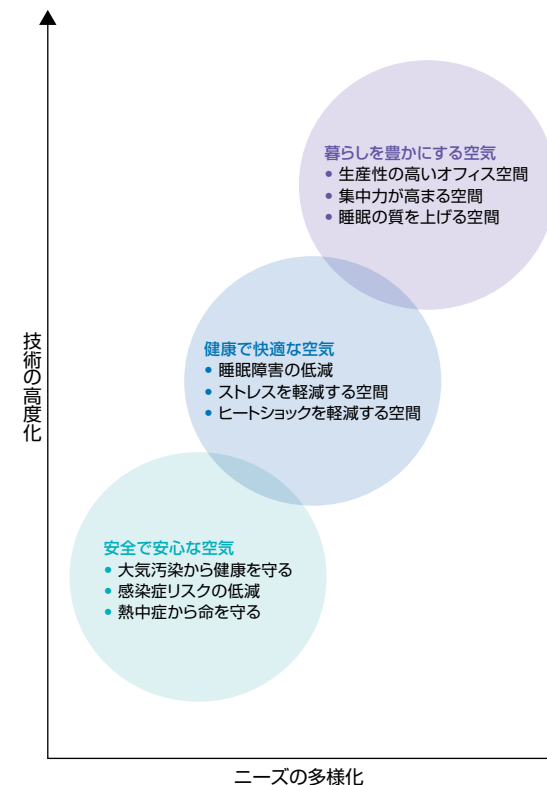 暮らしを豊かにする空気
• 生産性の高いオフィス空間
• 集中力が高まる空間
• 睡眠の質を上げる空間
健康で快適な空気
• 睡眠障害の低減
• ストレスを軽減する空間
• ヒートショックを軽減する空間
技術の高度化
安全で安心な空気
• 大気汚染から健康を守る
• 感染症リスクの低減
• 熱中症から命を守る
ニーズの多様化